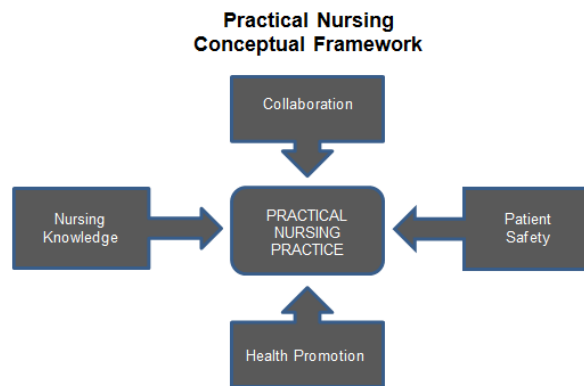 Practical Nursing
Conceptual Framework
Collaboration
Nursing
Knowledge
PRACTICAL
NURSING
PRACTICE
Patient
Safety
Health Promotion